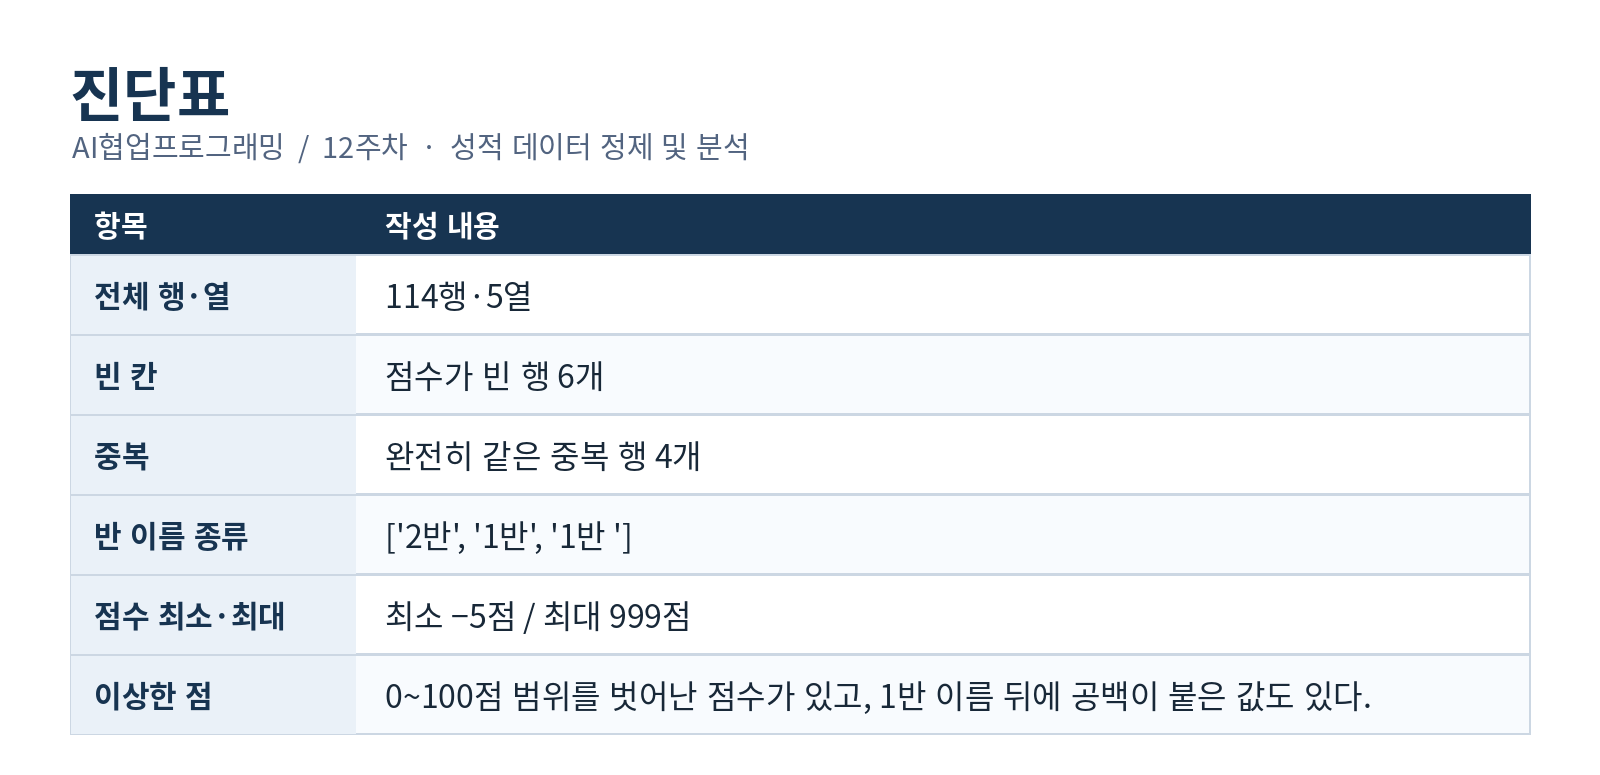 진단표
AI협업프로그래밍 / 12주차 · 성적 데이터 정제 및 분석
항목 작성 내용
전체 행·열 114행·5열
빈 칸 점수가 빈 행 6개
중복 완전히 같은 중복 행 4개
반 이름 종류 ['2반', '1반', '1반 ']
점수 최소·최대 최소 −5점 / 최대 999점
이상한 점 0~100점 범위를 벗어난 점수가 있고, 1반 이름 뒤에 공백이 붙은 값도 있다.